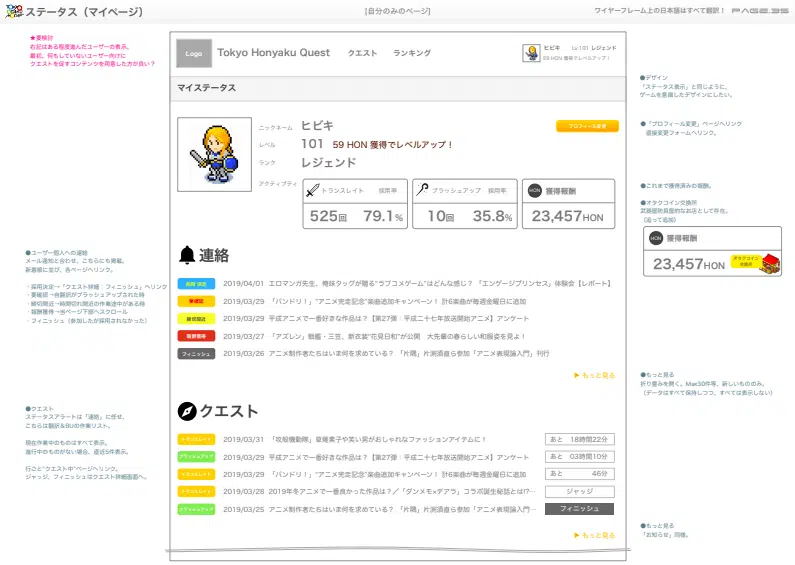 ステータス（マイページ）
[自分のみのページ]
ワイヤーフレーム上の日本語はすべて翻訳！ PAGE.35
★要検討
右記はある程度進んだユーザーの表示。
最初、何もしていないユーザー向けに
クエストを促すコンテンツを用意した方が良い？
Logo
Tokyo Honyaku Quest
クエスト
ランキング
ヒビキ Lv.101 レジェンド
59 HON 獲得でレベルアップ！
マイステータス
ニックネーム ヒビキ
プロフィール変更
レベル 101 59 HON 獲得でレベルアップ！
ランク レジェンド
アクティビティ
トランスレイト 採用率
525回 79.1%
ブラッシュアップ 採用率
10回 35.8%
HON 獲得報酬
23,457HON
●デザイン
「ステータス表示」と同じように、
ゲームを意識したデザインにしたい。
●「プロフィール変更」ページへリンク
直接変更フォームへリンク。
●これまで獲得済みの報酬。
●オタクコイン交換所
武器屋防具屋的なお店として存在。
（追って追加）
HON 獲得報酬
23,457HON
オタクコイン
交換所
●ユーザー個人への連絡
メール通知と合わせ、こちらにも掲載。
新着順に並び、各ページへリンク。
・採用決定→「クエスト詳細：フィニッシュ」へリンク
・要確認→自翻訳がブラッシュアップされた時
・締切間近→時間切れ間近の作業途中がある時
・報酬獲得→当ページ下部へスクロール
・フィニッシュ（参加したが採用されなかった）
連絡
採用 決定 2019/04/01 エロマンガ先生、俺妹タッグが贈る“ラブコメゲーム”はどんな感じ？ 『エンゲージプリンセス』体験会【レポート】
要確認 2019/03/29 「バンドリ！」“アニメ完走記念”楽曲追加キャンペーン！ 計6楽曲が毎週金曜日に追加
締切間近 2019/03/29 平成アニメで一番好きな作品は？【第27弾：平成二十七年放送開始アニメ】アンケート
報酬獲得 2019/03/27 「アズレン」戦艦・三笠、新衣装“花見日和”が公開 大先輩の春らしい和服姿を見よ！
フィニッシュ 2019/03/26 アニメ制作者たちはいま何を求めている？ 「片隅」片渕須直ら参加「アニメ表現論入門」刊行
▶ もっと見る
●もっと見る
折り畳みを開く。Max30件等、新しいもののみ。
（データはすべて保持しつつ、すべては表示しない）
●クエスト
ステータスアラートは「連絡」に任せ、
こちらは翻訳&BUの作業リスト。
現在作業中のものはすべて表示。
進行中のものがない場合、直近5件表示。
行ごと“クエスト中”ページへリンク。
ジャッジ、フィニッシュはクエスト詳細画面へ。
クエスト
トランスレイト 2019/03/31 「攻殻機動隊」草薙素子や笑い男がおしゃれなファッションアイテムに！ あと 18時間22分
ブラッシュアップ 2019/03/29 平成アニメで一番好きな作品は？【第27弾：平成二十七年放送開始アニメ】アンケート あと 03時間10分
トランスレイト 2019/03/29 「バンドリ！」“アニメ完走記念”楽曲追加キャンペーン！ 計6楽曲が毎週金曜日に追加 あと 46分
トランスレイト 2019/03/28 2019年冬アニメで一番良かった作品は？／「ダンメモ×デアラ」コラボ誕生秘話とは!?… ジャッジ
ブラッシュアップ 2019/03/25 アニメ制作者たちはいま何を求めている？ 「片隅」片渕須直ら参加「アニメ表現論入門」… フィニッシュ
▶ もっと見る
●もっと見る
「お知らせ」同様。